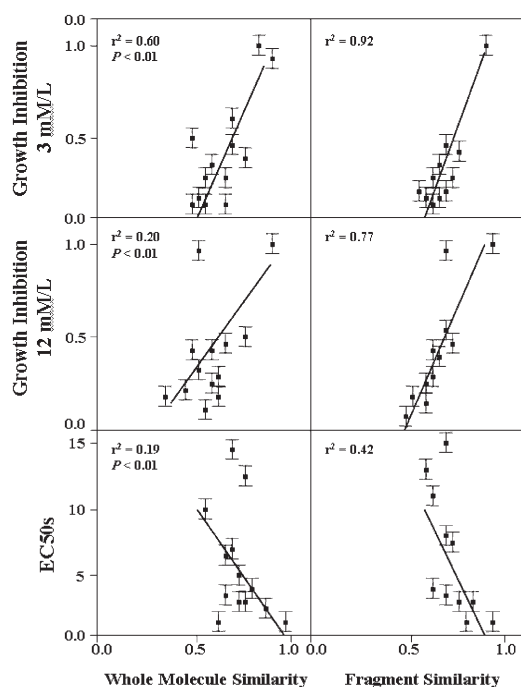 0.0
1.0
0.5
0.0
Growth Inhibition
3 mM/L
r² = 0.60
P < 0.01
r² = 0.92
1.0
0.5
0.0
Growth Inhibition
12 mM/L
r² = 0.20
P < 0.01
r² = 0.77
15
10
5
0.0
EC50s
r² = 0.19
P < 0.01
r² = 0.42
0.0 0.5 1.0 0.5 1.0
Whole Molecule Similarity Fragment Similarity